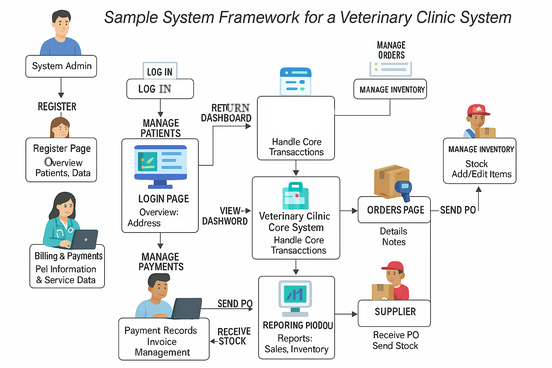 Sample System Framework for a Veterinary Clinic System
System Admin
REGISTER
Register Page
Overview
Patients, Data
Billing & Payments
Pel Information
& Service Data
LOG IN
LOG IN
MANAGE
PATIENTS
LOGIN PAGE
Overview:
Address
MANAGE
PAYMENTS
Payment Records
Invoice
Management
RETURN
DASHBOARD
Handle Core
Transacctions
VIEW-
DASHWORD
Veterinary Cilnic
Core System
Handle Core
Transacctions
SEND PO
RECEIVE
STOCK
REPORTING PIODDU
Reports:
Sales, Inventory
MANAGE
ORDERS
MANAGE INVENTORY
ORDERS PAGE
Details
Notes
SEND PO
MANAGE INVENTORY
Stock
Add/Edit Items
SUPPLIER
Receive PO
Send Stock